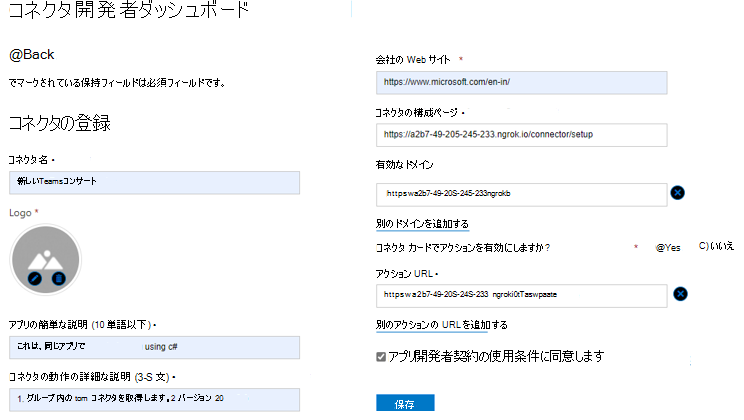 コネクタ開発者ダッシュボード
@Back
でマークされている保持フィールドは必須フィールドです。
コネクタの登録
コネクタ名 •
新しいTeamsコンサート
Logo *
アプリの簡単な説明 (10 単語以下) •
これは、同じアプリで using c#
コネクタの動作の詳細な説明 (3-S 文) •
1. グループ内の tom コネクタを取得します。2 バージョン 20
会社の Web サイト *
https://www.microsoft.com/en-in/
コネクタの構成ページ •
https://a2b7-49-205-245-233.ngrok.io/connector/setup
有効なドメイン
httpswa2b7-49-20S-245-233ngrokb
別のドメインを追加する
コネクタ カードでアクションを有効にしますか? * @Yes C)いいえ
アクション URL •
httpswa2b7-49-20S-24S-233 ngroki0tTaswpaate
別のアクションの URL を追加する
アプリ開発者契約の使用条件に同意します
保存